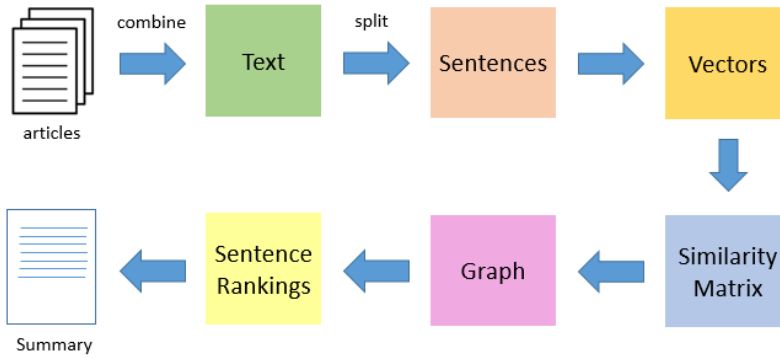 combine
split
Text
Sentences
Vectors
articles
Similarity
Matrix
Graph
Sentence
Rankings
Summary